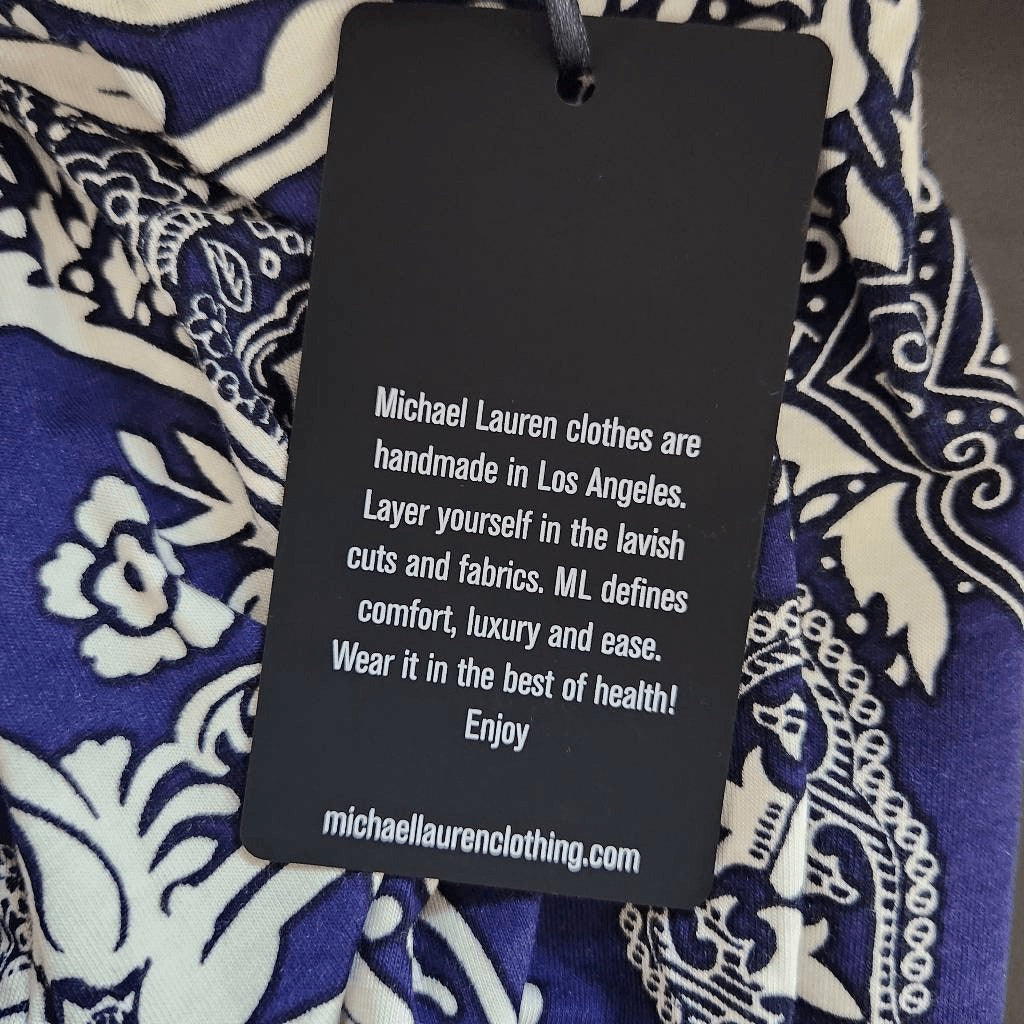 Michael Lauren clothes are
handmade in Los Angeles.
Layer yourself in the lavish
cuts and fabrics. ML defines
comfort, luxury and ease.
Wear it in the best of health!
Enjoy
michaellaurenclothing.com